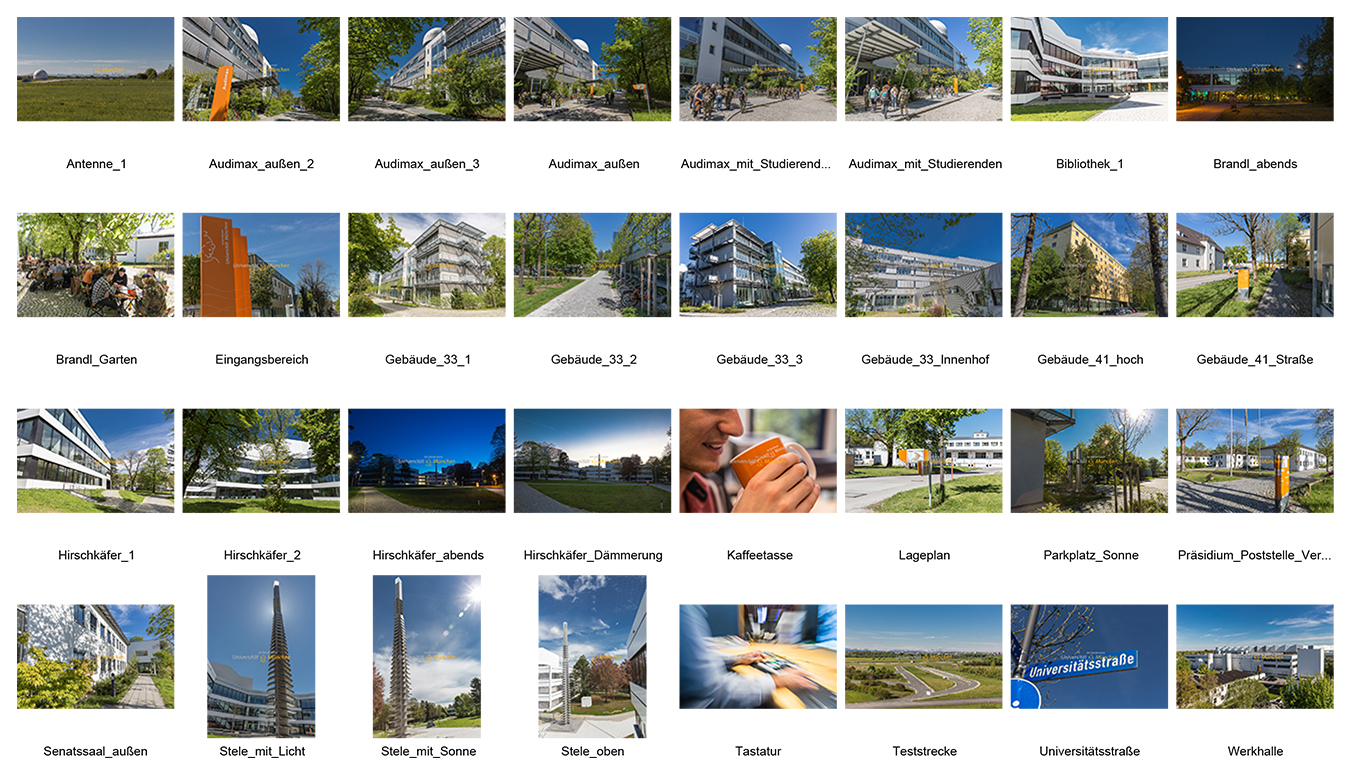 Antenne_1
Audimax_außen_2
Audimax_außen_3
Audimax_außen
Audimax_mit_Studierend...
Audimax_mit_Studierenden
Bibliothek_1
Brandl_abends
Brandl_Garten
Eingangsbereich
Gebäude_33_1
Gebäude_33_2
Gebäude_33_3
Gebäude_33_Innenhof
Gebäude_41_hoch
Gebäude_41_Straße
Hirschkäfer_1
Hirschkäfer_2
Hirschkäfer_abends
Hirschkäfer_Dämmerung
Kaffeetasse
Lageplan
Parkplatz_Sonne
Präsidium_Poststelle_Ver...
Universitätsstraße
Senatssaal_außen
Stele_mit_Licht
Stele_mit_Sonne
Stele_oben
Tastatur
Teststrecke
Universitätsstraße
Werkhalle